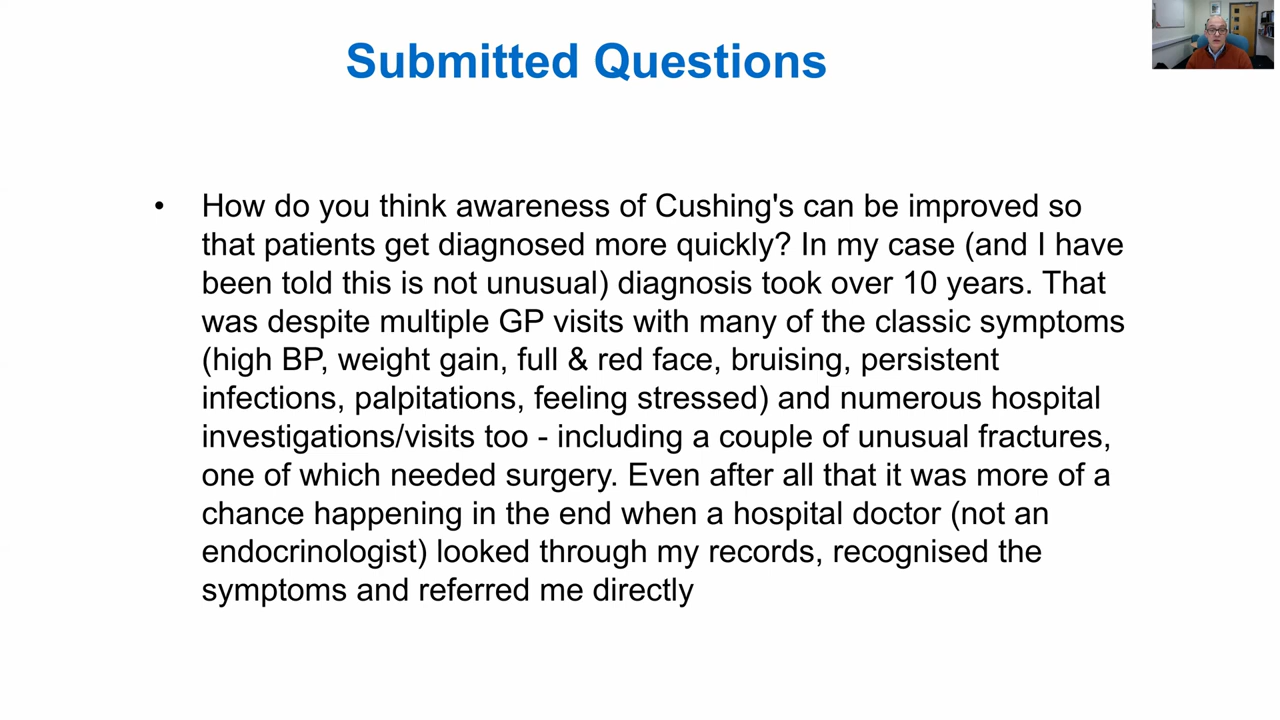 Submitted Questions
• How do you think awareness of Cushing's can be improved so
that patients get diagnosed more quickly? In my case (and I have
been told this is not unusual) diagnosis took over 10 years. That
was despite multiple GP visits with many of the classic symptoms
(high BP, weight gain, full & red face, bruising, persistent
infections, palpitations, feeling stressed) and numerous hospital
investigations/visits too - including a couple of unusual fractures,
one of which needed surgery. Even after all that it was more of a
chance happening in the end when a hospital doctor (not an
endocrinologist) looked through my records, recognised the
symptoms and referred me directly